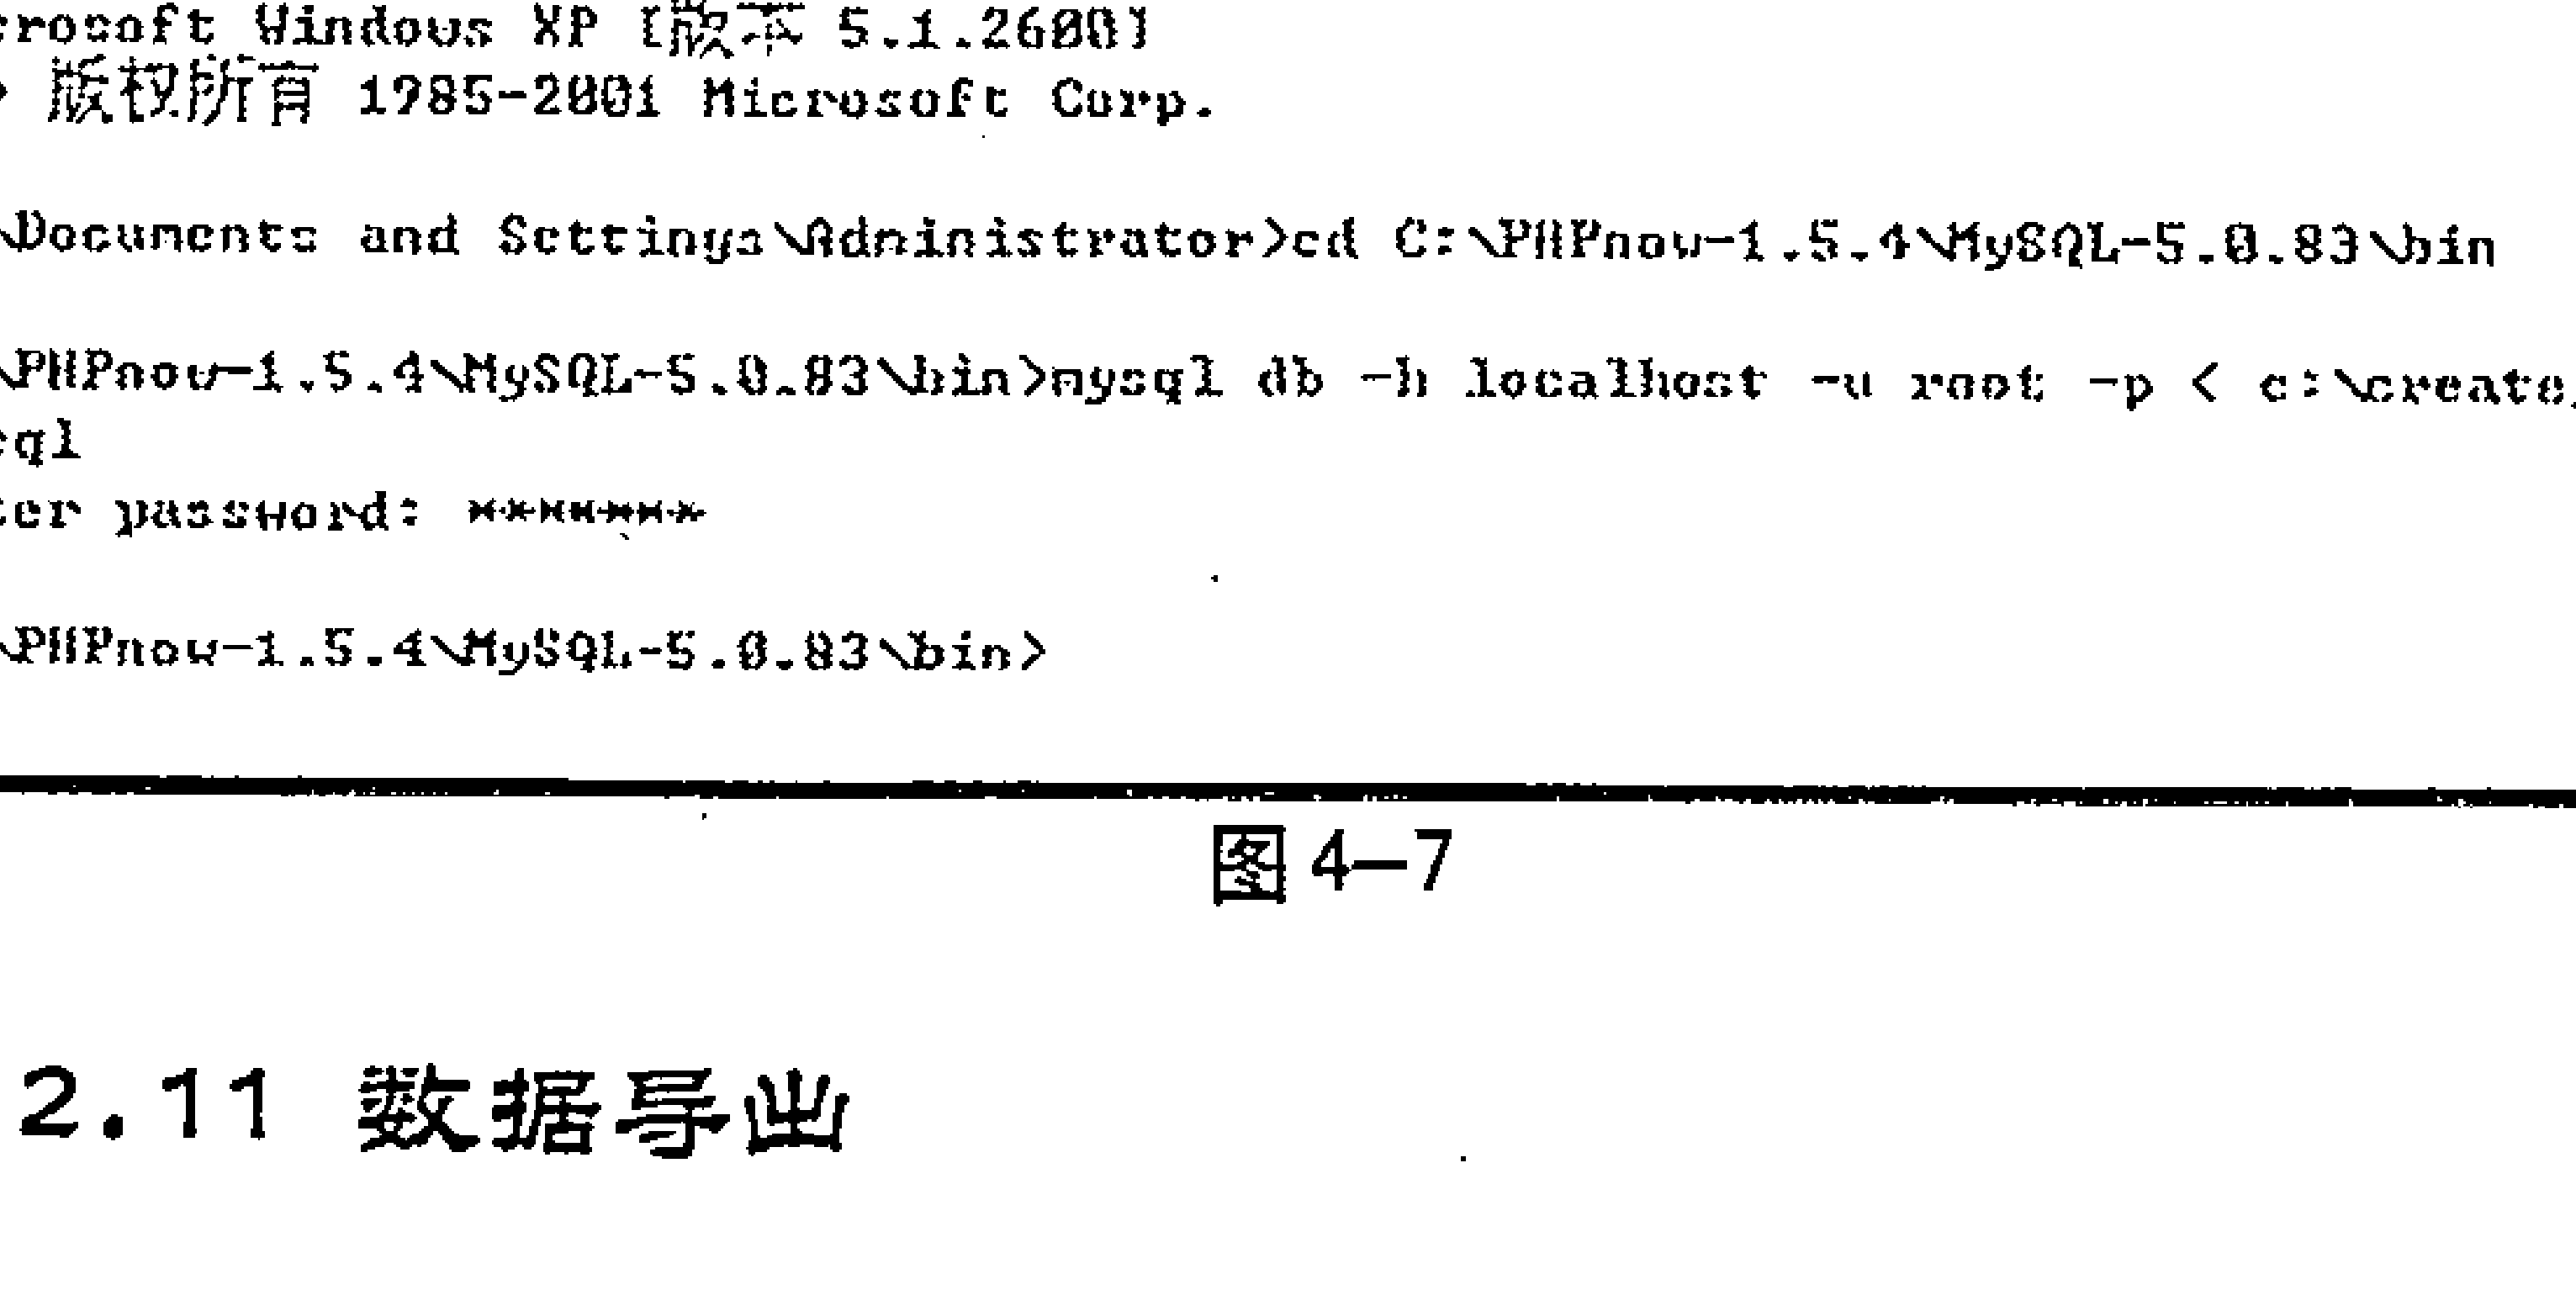 crosoft Windows XP [版本 5.1.2600]
版权所有 1985-2001 Microsoft Corp.
\Documents and Settings\Administrator>cd C:\PHPnow-1.5.4\MySQL-5.0.83\bin
\PHPnow-1.5.4\MySQL-5.0.83\bin>mysql db -h localhost -u root -p < c:\create
sql
ter password: *******
\PHPnow-1.5.4\MySQL-5.0.83\bin>
图 4-7
2.11 数据导出